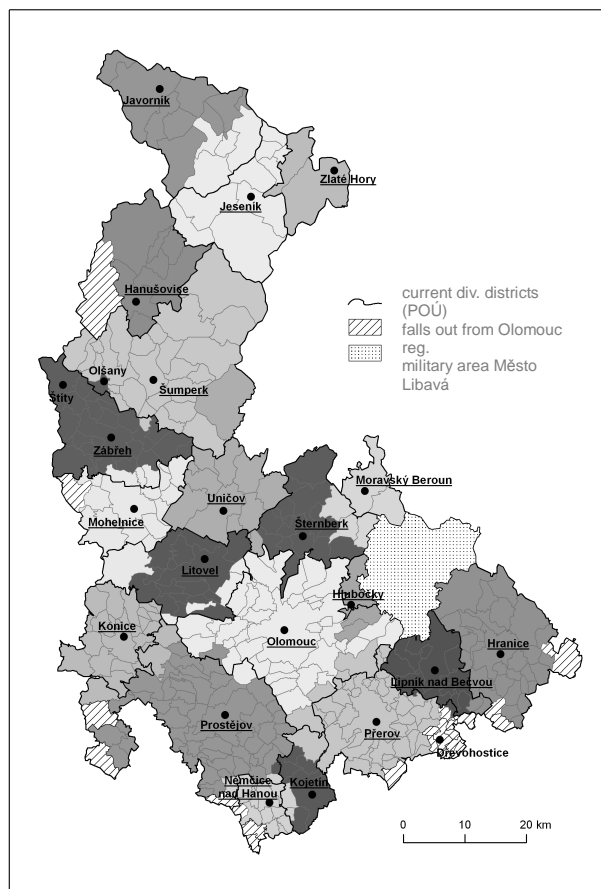 Javorník
Zlaté Hory
Jeseník
Hanušovice
current div. districts
(POÚ)
falls out from Olomouc
reg.
military area Město
Libavá
Olšany
Štíty
Šumperk
Zábřeh
Moravský Beroun
Uničov
Mohelnice
Šternberk
Litovel
Hlubočky
Konice
Olomouc
Hranice
Lipník nad Bečvou
Prostějov
Přerov
Dřevohostice
Němčice
nad Hanou
Kojetín
0 10 20 km